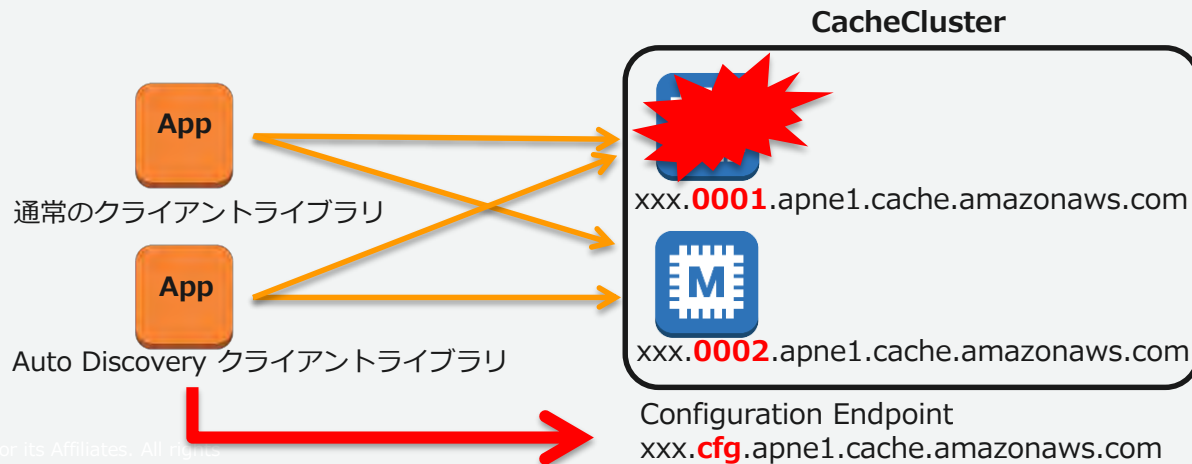 CacheCluster
App
通常のクライアントライブラリ
xxx.0001.apne1.cache.amazonaws.com
App
M
Auto Discovery クライアントライブラリ
xxx.0002.apne1.cache.amazonaws.com
Configuration Endpoint
xxx.cfg.apne1.cache.amazonaws.com
or its Affiliates. All rights